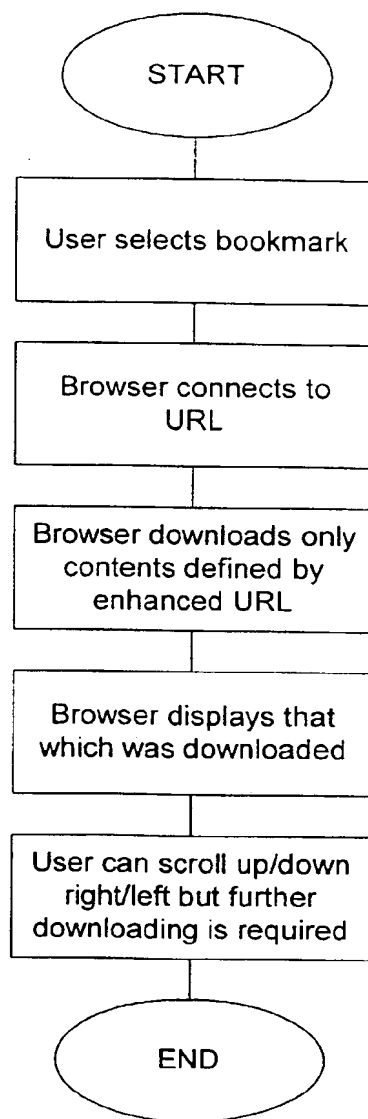 START
User selects bookmark
Browser connects to
URL
Browser downloads only
contents defined by
enhanced URL
Browser displays that
which was downloaded
User can scroll up/down
right/left but further
downloading is required
END